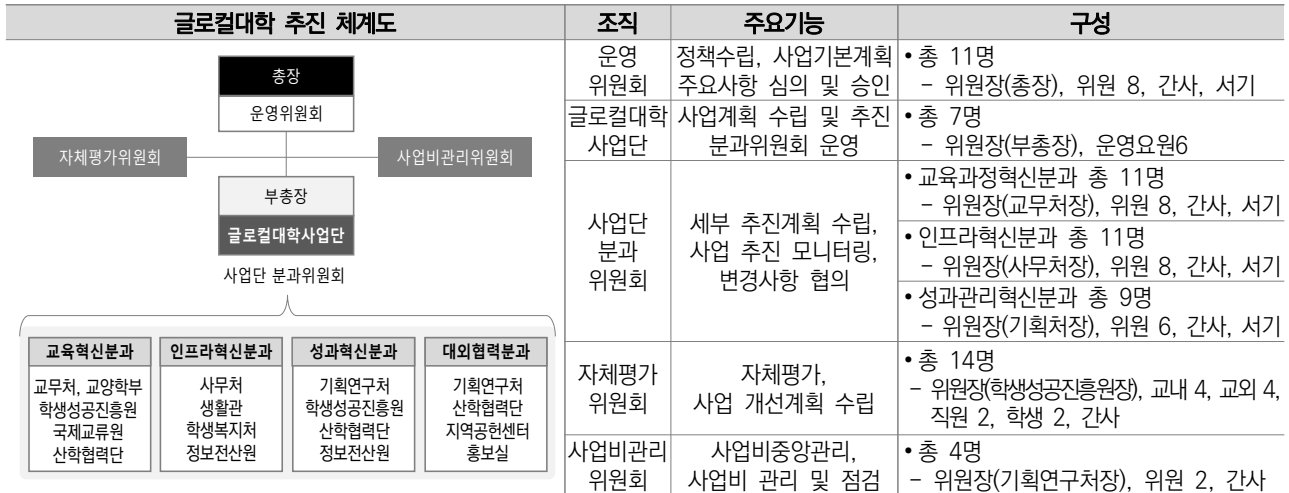 글로컬대학 추진 체계도
총장
운영위원회
자체평가위원회
사업비관리위원회
부총장
글로컬대학사업단
사업단 분과위원회
교육혁신분과
교무처, 교양학부
학생성공진흥원
국제교류원
산학협력단
인프라혁신분과
사무처
생활관
학생복지처
정보전산원
성과혁신분과
기획연구처
학생성공진흥원
산학협력단
정보전산원
대외협력분과
기획연구처
산학협력단
지역공헌센터
홍보실
조직 주요기능 구성
운영
위원회
정책수립, 사업기본계획
주요사항 심의 및 승인
• 총 11명
- 위원장(총장), 위원 8, 간사, 서기
글로컬대학
사업단
사업계획 수립 및 추진
분과위원회 운영
• 총 7명
- 위원장(부총장), 운영요원6
사업단
분과
위원회
세부 추진계획 수립,
사업 추진 모니터링,
변경사항 협의
• 교육과정혁신분과 총 11명
- 위원장(교무처장), 위원 8, 간사, 서기
• 인프라혁신분과 총 11명
- 위원장(사무처장), 위원 8, 간사, 서기
• 성과관리혁신분과 총 9명
- 위원장(기획처장), 위원 6, 간사, 서기
자체평가
위원회
자체평가,
사업 개선계획 수립
• 총 14명
- 위원장(학생성공진흥원장), 교내 4, 교외 4,
직원 2, 학생 2, 간사
사업비관리
위원회
사업비중앙관리,
사업비 관리 및 점검
• 총 4명
- 위원장(기획연구처장), 위원 2, 간사